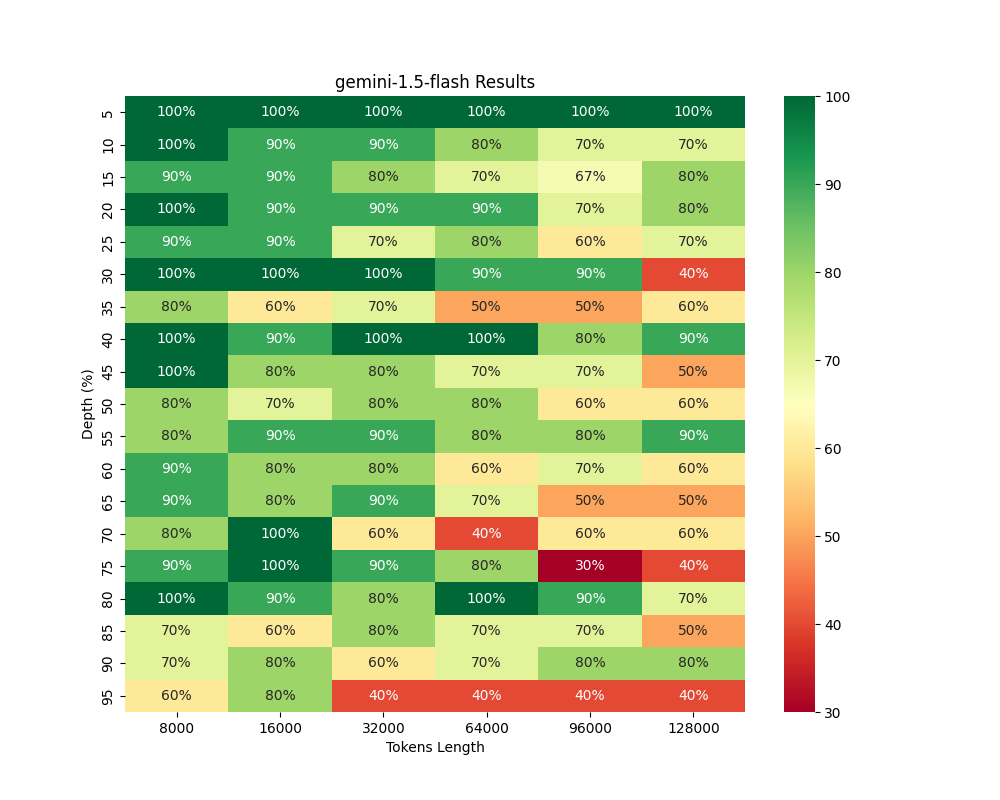 gemini-1.5-flash Results
5 100% 100% 100% 100% 100% 100%
10 100% 90% 90% 80% 70% 70%
15 90% 90% 80% 70% 67% 80%
20 100% 90% 90% 90% 70% 80%
25 90% 90% 70% 80% 60% 70%
30 100% 100% 100% 90% 90% 40%
35 80% 60% 70% 50% 50% 60%
40 100% 90% 100% 100% 80% 90%
45 100% 80% 80% 70% 70% 50%
50 80% 70% 80% 80% 60% 60%
55 80% 90% 90% 80% 80% 90%
60 90% 80% 80% 60% 70% 60%
65 90% 80% 90% 70% 50% 50%
70 80% 100% 60% 40% 60% 60%
75 90% 100% 90% 80% 30% 40%
80 100% 90% 80% 100% 90% 70%
85 70% 60% 80% 70% 70% 50%
90 70% 80% 60% 70% 80% 80%
95 60% 80% 40% 40% 40% 40%
8000 16000 32000 64000 96000 128000
Tokens Length
Depth (%)
100
90
80
70
60
50
40
30